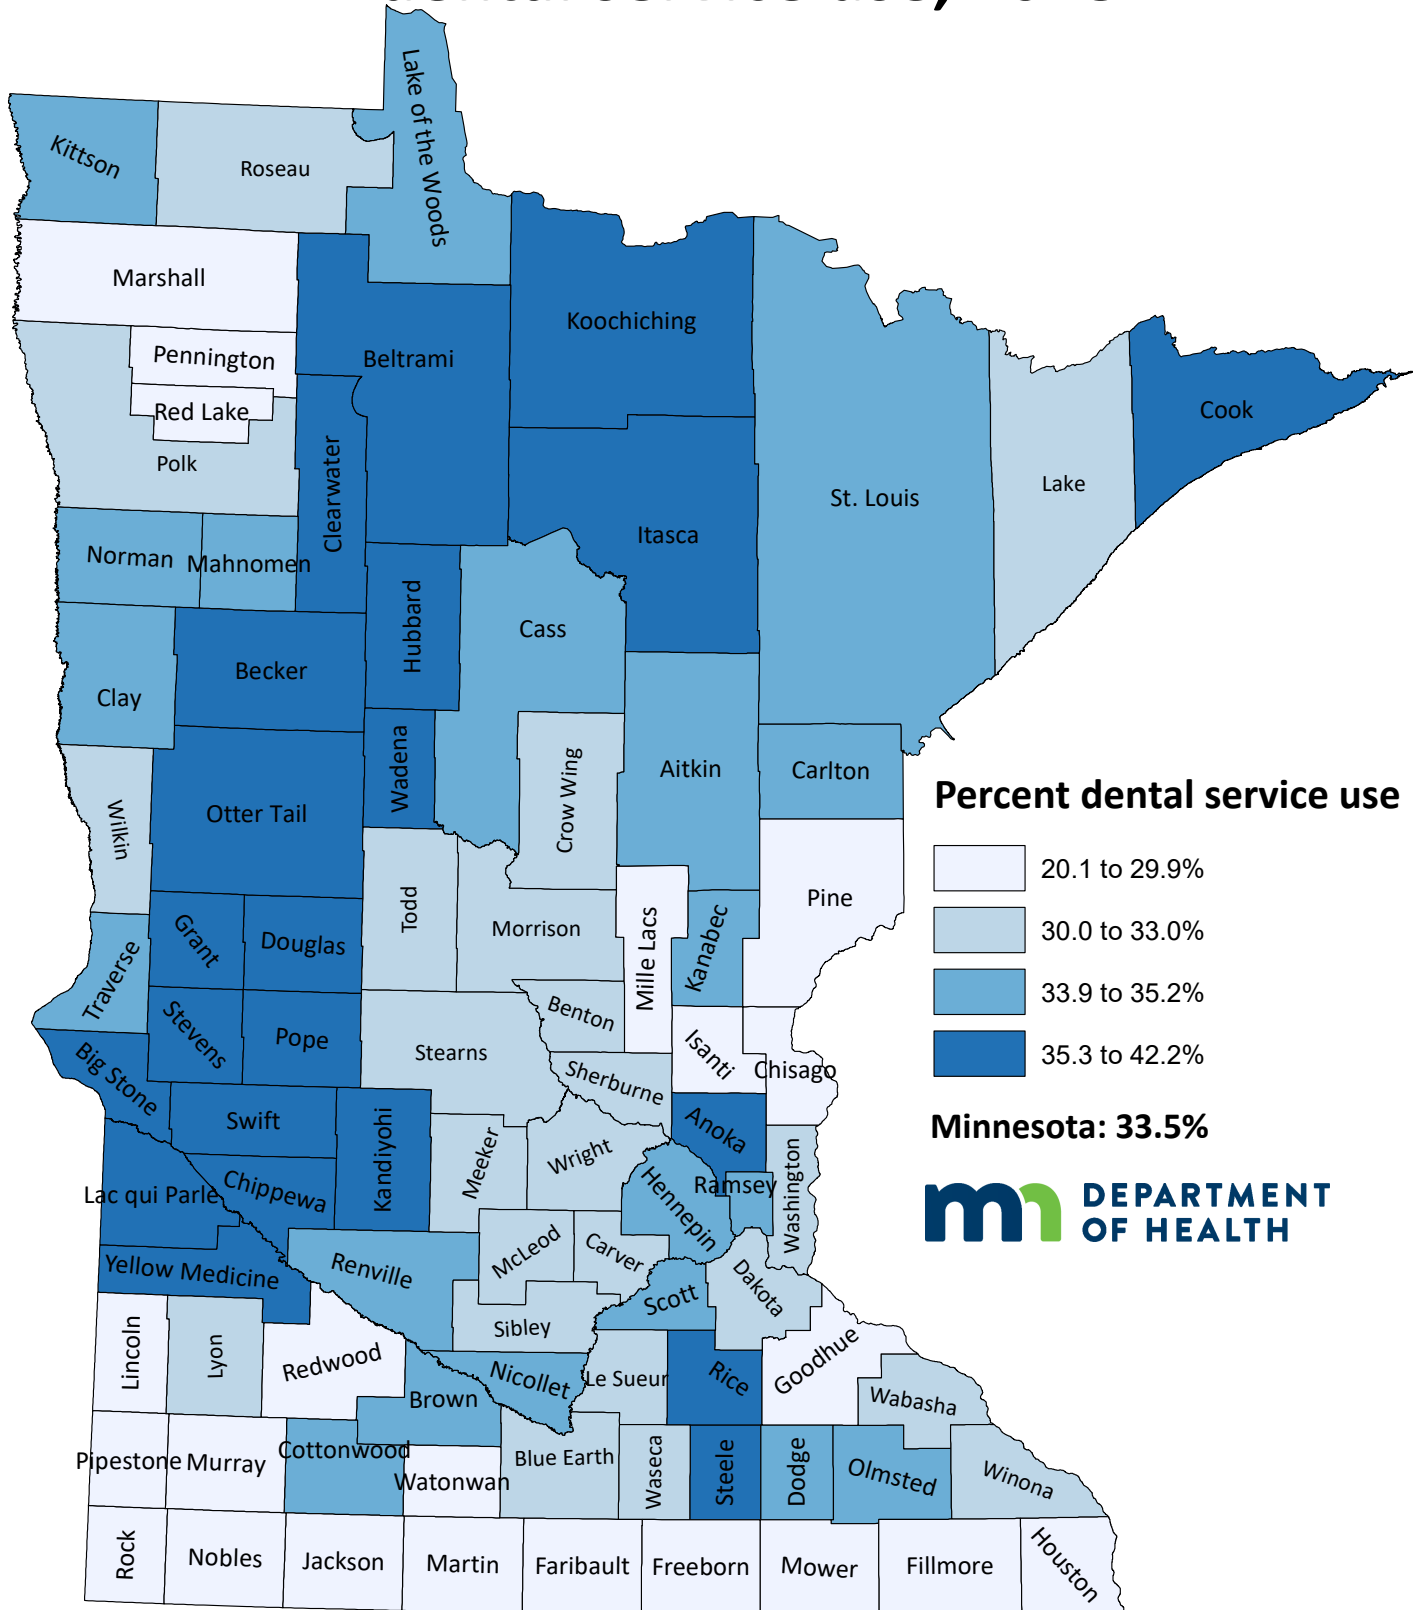 Lake of the Woods
Kittson
Roseau
Marshall
Koochiching
Pennington
Beltrami
Red Lake
Cook
Polk
Clearwater
Lake
St. Louis
Itasca
Norman
Mahnomen
Hubbard
Cass
Becker
Clay
Wadena
Aitkin
Carlton
Crow Wing
Otter Tail
Wilkin
Percent dental service use
20.1 to 29.9%
30.0 to 33.0%
33.9 to 35.2%
35.3 to 42.2%
Minnesota: 33.5%
mn DEPARTMENT
OF HEALTH
Pine
Todd
Morrison
Grant
Douglas
Mille Lacs
Kanabec
Traverse
Benton
Stevens
Pope
Stearns
Isanti
Chisago
Big Stone
Sherburne
Swift
Anoka
Kandiyohi
Meeker
Wright
Lac qui Parle
Chippewa
Hennepin
Ramsey
Washington
McLeod
Carver
Yellow Medicine
Renville
Dakota
Scott
Sibley
Lincoln
Lyon
Redwood
Goodhue
Nicollet
Le Sueur
Rice
Brown
Wabasha
Cottonwood
Pipestone
Murray
Watonwan
Blue Earth
Waseca
Steele
Dodge
Olmsted
Winona
Rock
Nobles
Jackson
Martin
Faribault
Freeborn
Mower
Fillmore
Houston